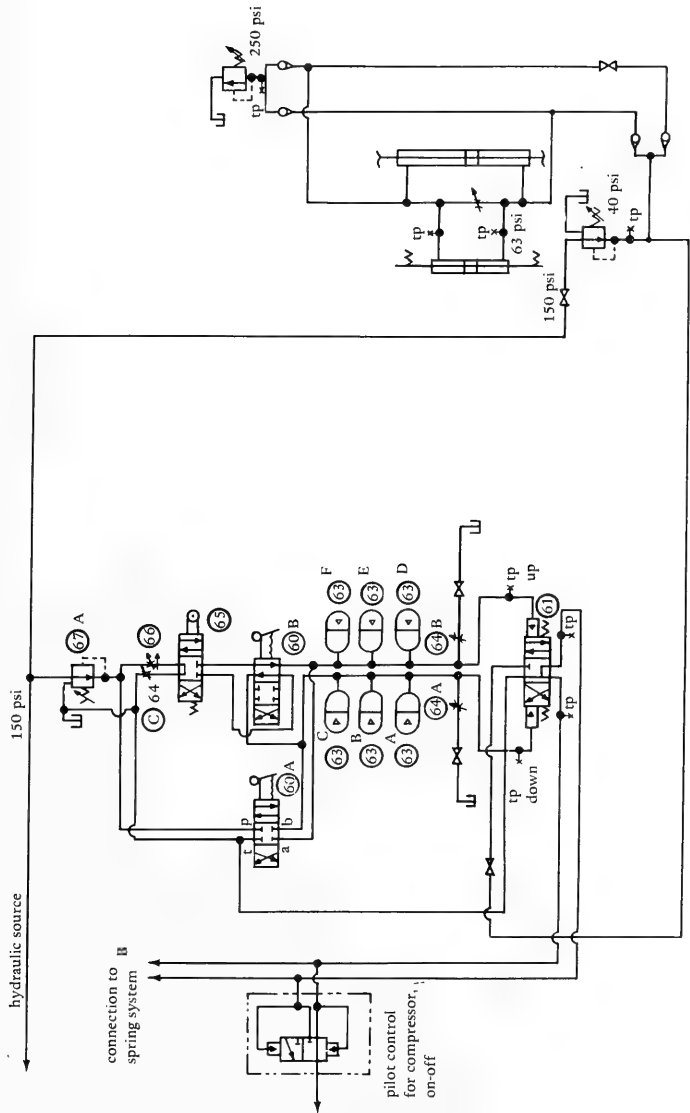 hydraulic source
150 psi
67 A
66
C
64
65
60 B
60 A
t
p
a
b
C
63
B
63
A
63
F
63
E
63
D
63
64 A
64 B
tp
down
tp
up
61
tp
tp
connection to B
spring system
pilot control
for compressor,
on-off
250 psi
tp
tp
tp
63 psi
150 psi
40 psi
tp